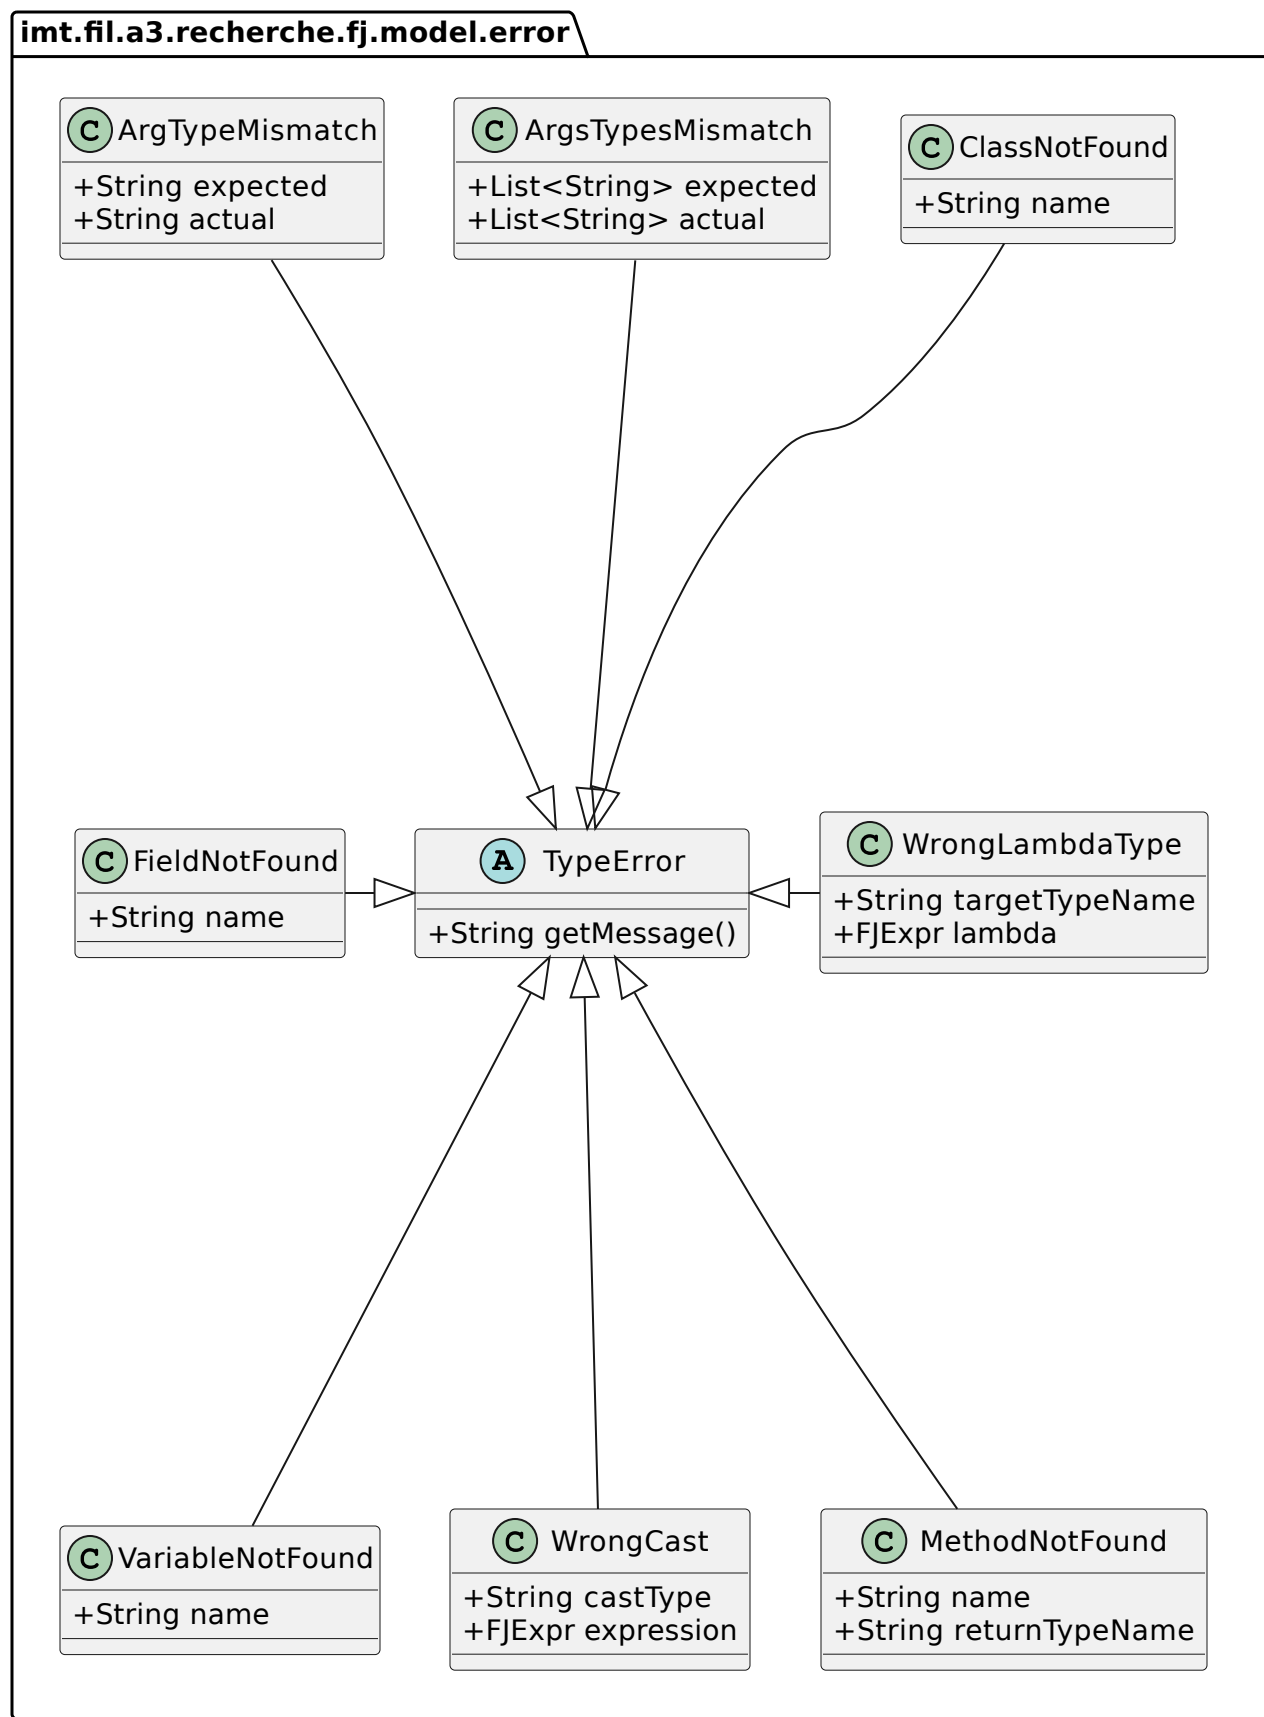 imt.fil.a3.recherche.fj.model.error
C ArgTypeMismatch
+String expected
+String actual
C ArgsTypesMismatch
+List<String> expected
+List<String> actual
C ClassNotFound
+String name
C FieldNotFound
+String name
A TypeError
+String getMessage()
C WrongLambdaType
+String targetTypeName
+FJExpr lambda
C VariableNotFound
+String name
C WrongCast
+String castType
+FJExpr expression
C MethodNotFound
+String name
+String returnTypeName